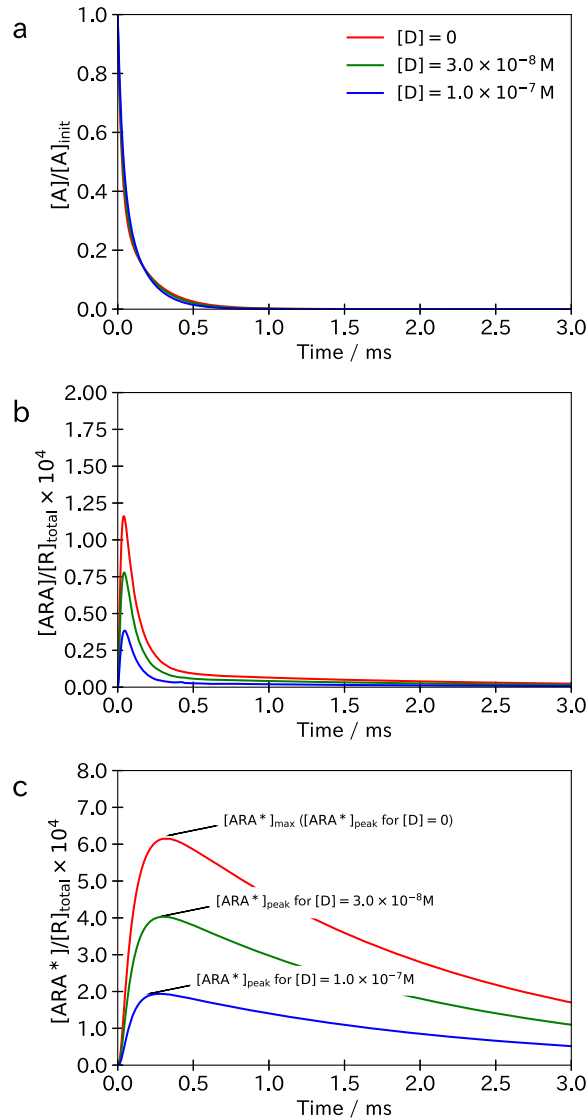 a
1.0
0.8
0.6
0.4
0.2
0.0
[A]/[A]init
[D] = 0
[D] = 3.0 × 10⁻⁸ M
[D] = 1.0 × 10⁻⁷ M
0.0 0.5 1.0 1.5 2.0 2.5 3.0
Time / ms
b
2.00
1.75
1.50
1.25
1.00
0.75
0.50
0.25
0.00
[ARA]/[R]total × 10⁴
0.0 0.5 1.0 1.5 2.0 2.5 3.0
Time / ms
c
8.0
7.0
6.0
5.0
4.0
3.0
2.0
1.0
0.0
[ARA*]/[R]total × 10⁴
[ARA*]max ([ARA*]peak for [D] = 0)
[ARA*]peak for [D] = 3.0 × 10⁻⁸M
[ARA*]peak for [D] = 1.0 × 10⁻⁷M
0.0 0.5 1.0 1.5 2.0 2.5 3.0
Time / ms